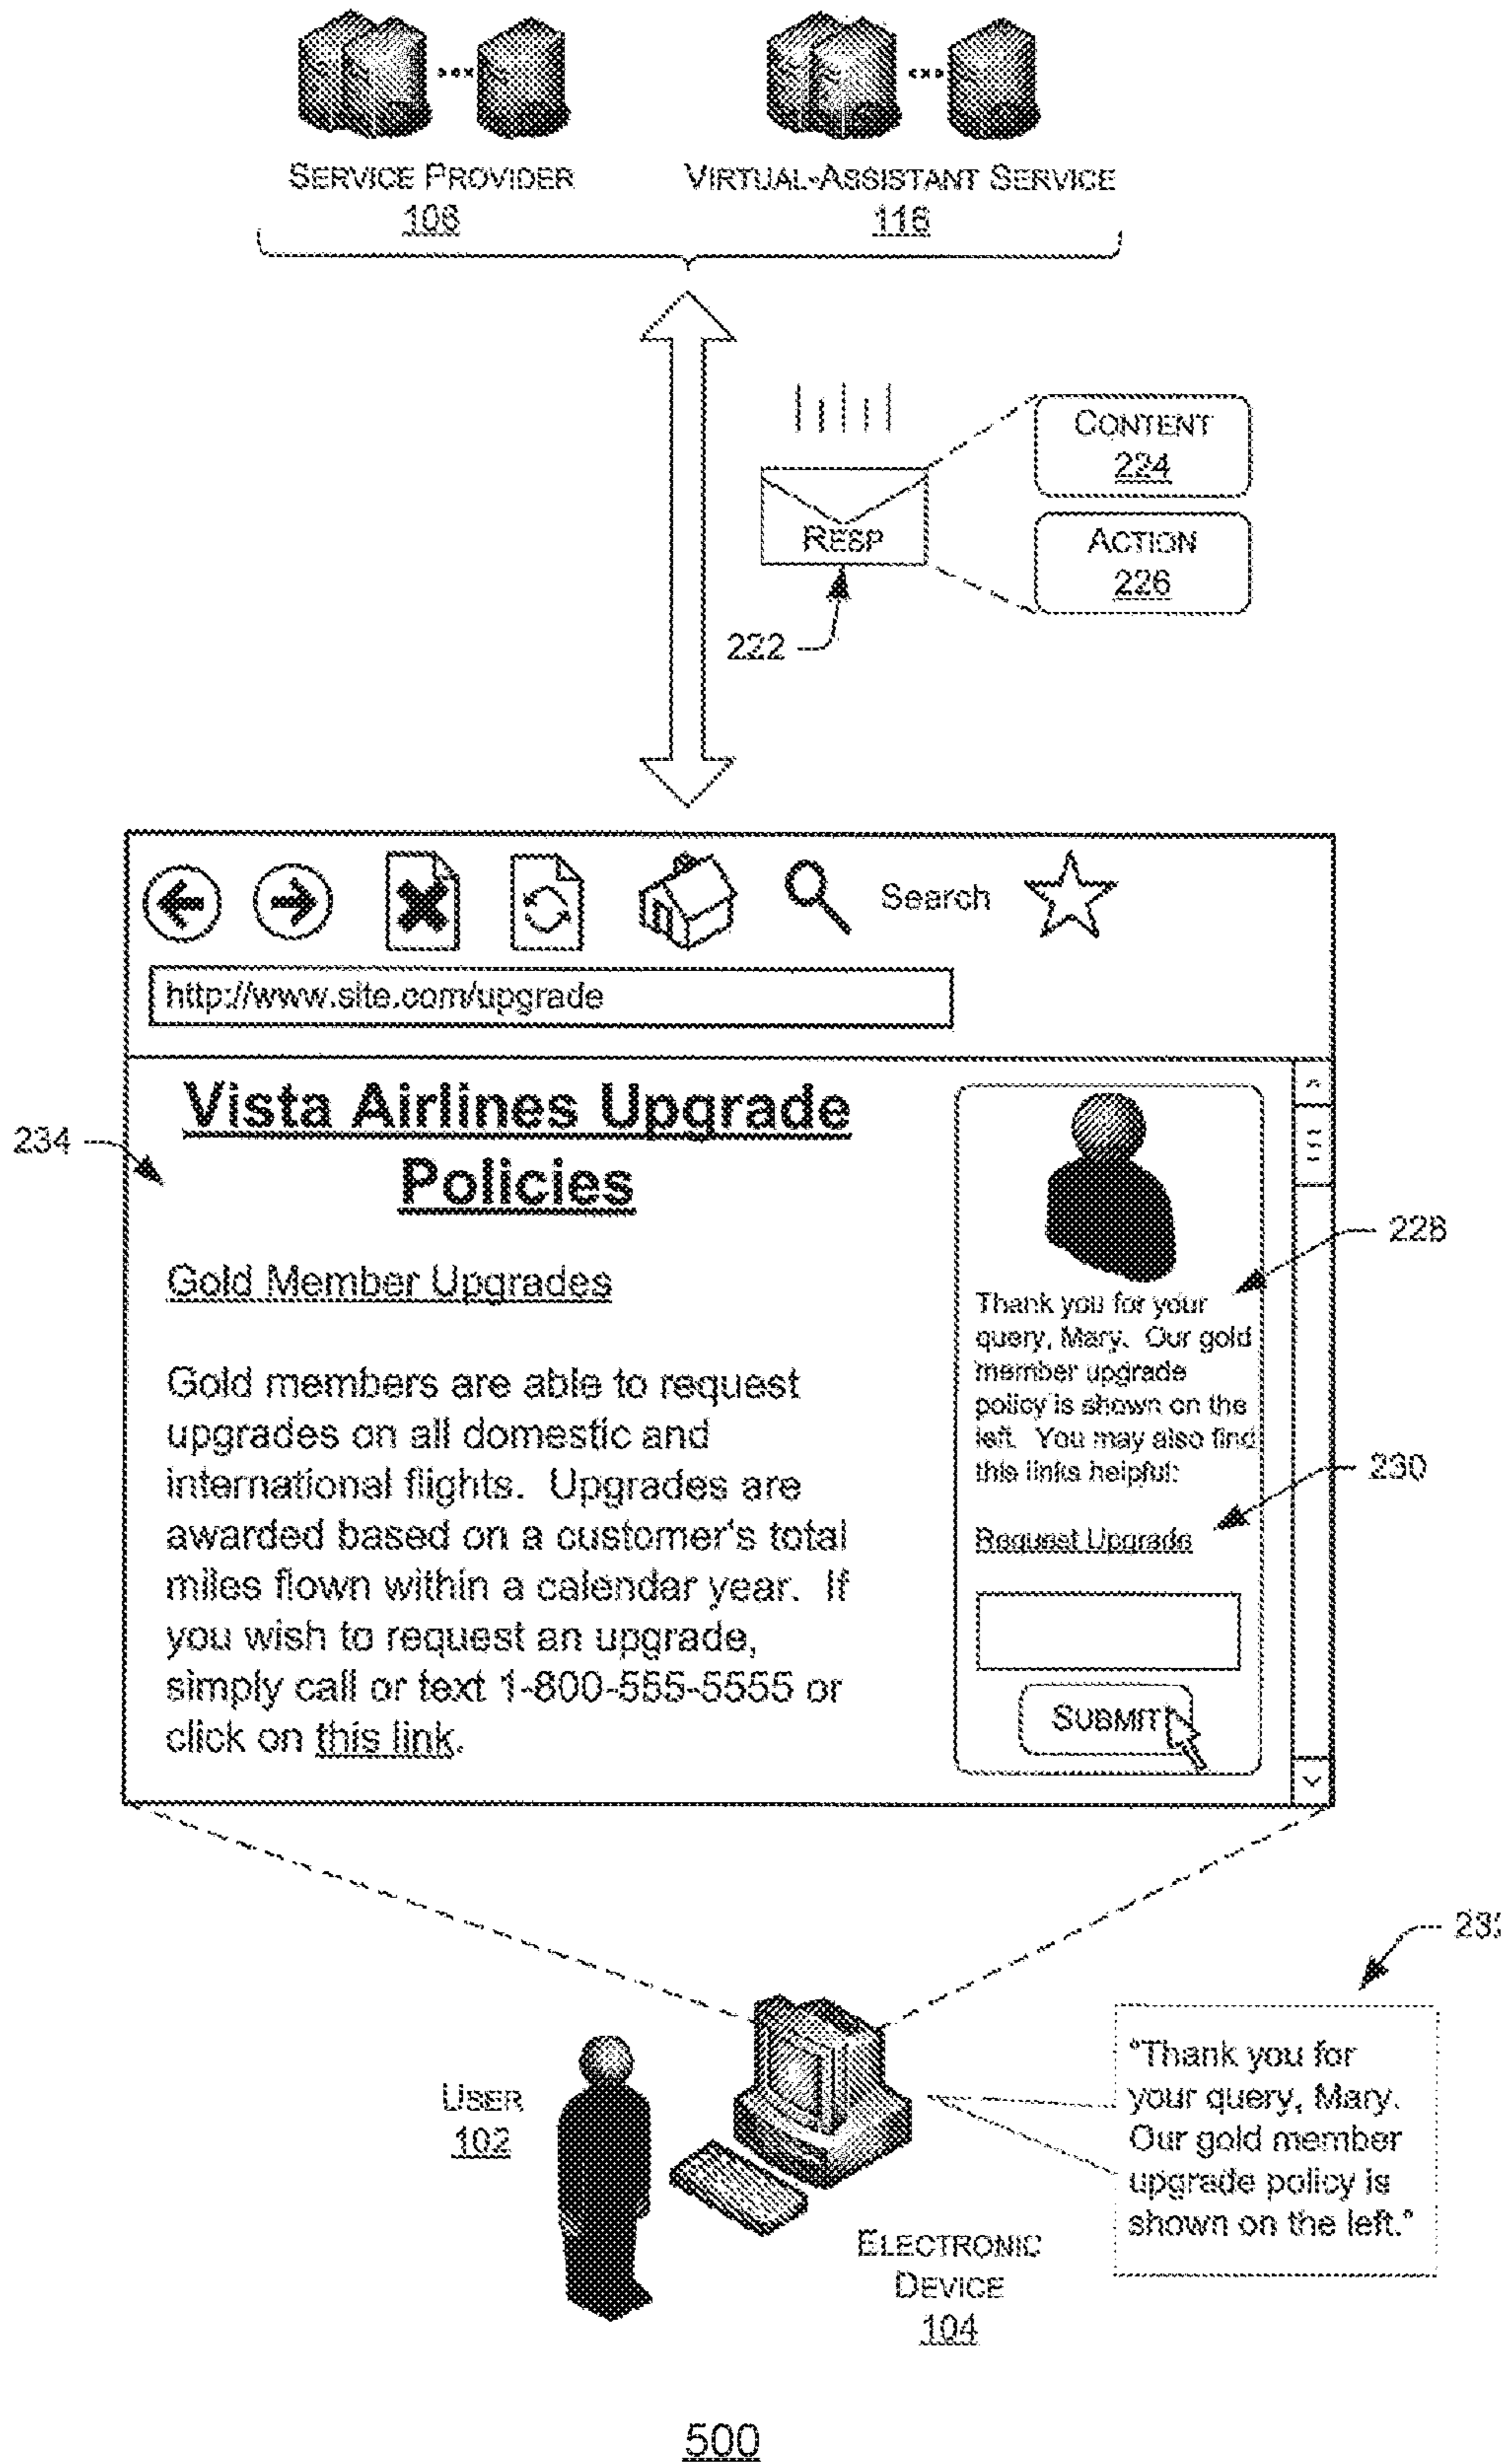 SERVICE PROVIDER
106
VIRTUAL-ASSISTANT SERVICE
116
CONTENT
224
RESP
ACTION
226
222
Search
http://www.site.com/upgrade
Vista Airlines Upgrade
Policies
234
Gold Member Upgrades
Gold members are able to request
upgrades on all domestic and
international flights. Upgrades are
awarded based on a customer's total
miles flown within a calendar year. If
you wish to request an upgrade,
simply call or text 1-800-555-5555 or
click on this link.
228
Thank you for your
query, Mary. Our gold
member upgrade
policy is shown on the
left. You may also find
this links helpful:
230
Request Upgrade
SUBMIT
USER
102
ELECTRONIC
DEVICE
104
"Thank you for
your query, Mary.
Our gold member
upgrade policy is
shown on the left."
500